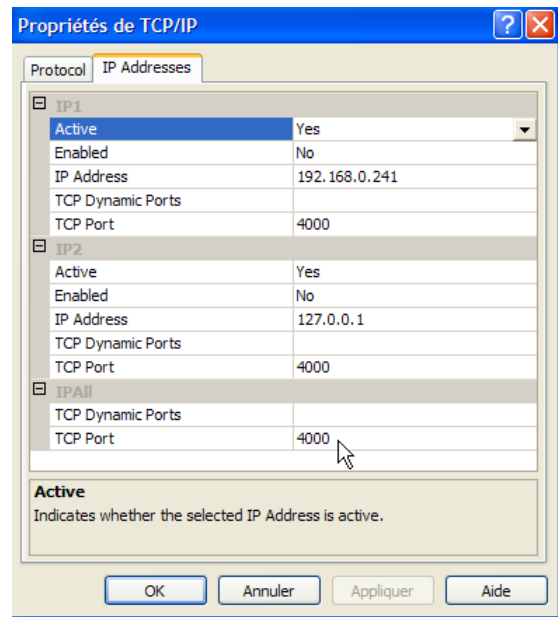 Propriétés de TCP/IP
Protocol IP Addresses
IP1
Active Yes
Enabled No
IP Address 192.168.0.241
TCP Dynamic Ports
TCP Port 4000
IP2
Active Yes
Enabled No
IP Address 127.0.0.1
TCP Dynamic Ports
TCP Port 4000
IPAll
TCP Dynamic Ports
TCP Port 4000
Active
Indicates whether the selected IP Address is active.
OK Annuler Appliquer Aide